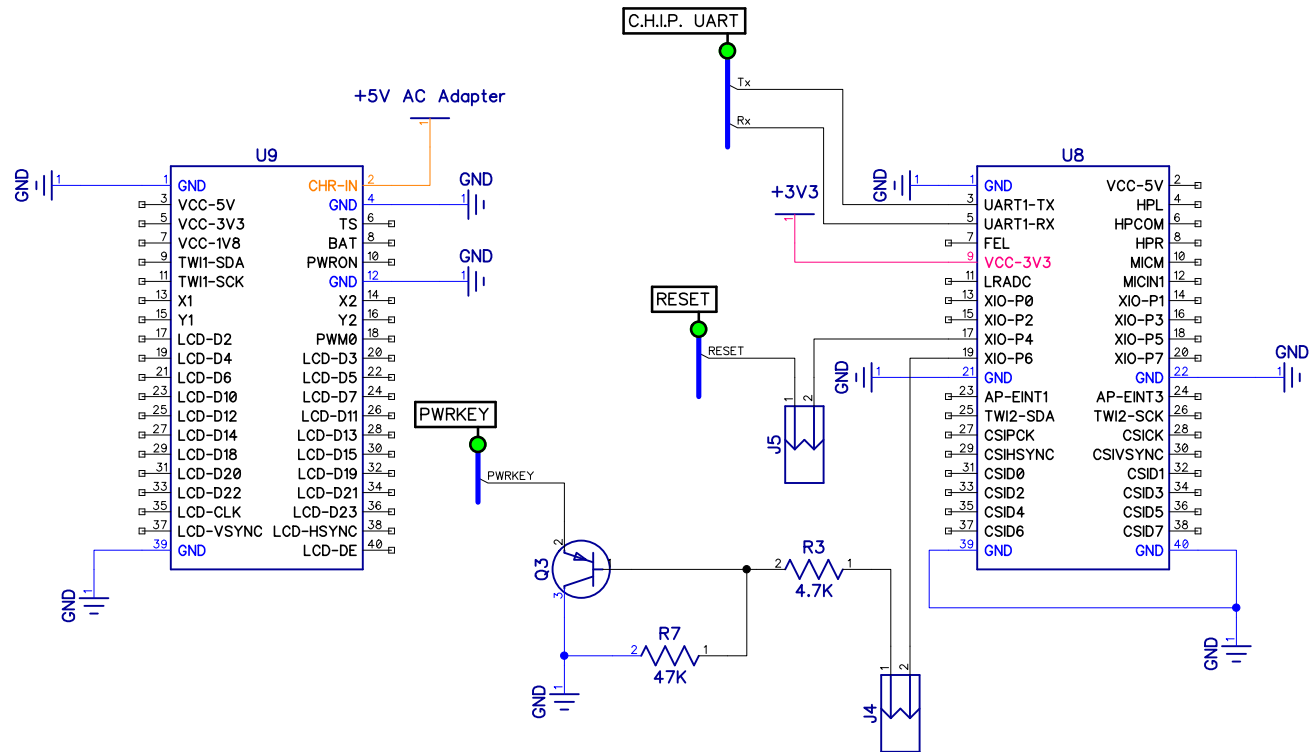 C.H.I.P. UART
Tx
Rx
+5V AC Adapter
1
U9
GND 1
1 GND
CHR-IN 2
3 VCC-5V
GND 4
1 GND
5 VCC-3V3
TS 6
7 VCC-1V8
BAT 8
9 TWI1-SDA
PWRON 10
11 TWI1-SCK
GND 12
1 GND
13 X1
X2 14
15 Y1
Y2 16
17 LCD-D2
PWM0 18
19 LCD-D4
LCD-D3 20
21 LCD-D6
LCD-D5 22
23 LCD-D10
LCD-D7 24
25 LCD-D12
LCD-D11 26
27 LCD-D14
LCD-D13 28
29 LCD-D18
LCD-D15 30
31 LCD-D20
LCD-D19 32
33 LCD-D22
LCD-D21 34
35 LCD-CLK
LCD-D23 36
37 LCD-VSYNC
LCD-HSYNC 38
39 GND
LCD-DE 40
GND 1
U8
GND 1
1 GND
VCC-5V 2
3 UART1-TX
HPL 4
5 UART1-RX
HPCOM 6
7 FEL
HPR 8
+3V3
1
9 VCC-3V3
MICM 10
11 LRADC
MICIN1 12
13 XIO-P0
XIO-P1 14
15 XIO-P2
XIO-P3 16
17 XIO-P4
XIO-P5 18
19 XIO-P6
XIO-P7 20
GND 1
21 GND
GND 22
1 GND
23 AP-EINT1
AP-EINT3 24
25 TWI2-SDA
TWI2-SCK 26
27 CSIPCK
CSICK 28
29 CSIHSYNC
CSIVSYNC 30
31 CSID0
CSID1 32
33 CSID2
CSID3 34
35 CSID4
CSID5 36
37 CSID6
CSID7 38
39 GND
GND 40
GND 1
RESET
RESET
1 2
J5
PWRKEY
PWRKEY
2
Q3
1
3
R3
2 1
4.7K
R7
2 1
47K
GND 1
1 2
J4